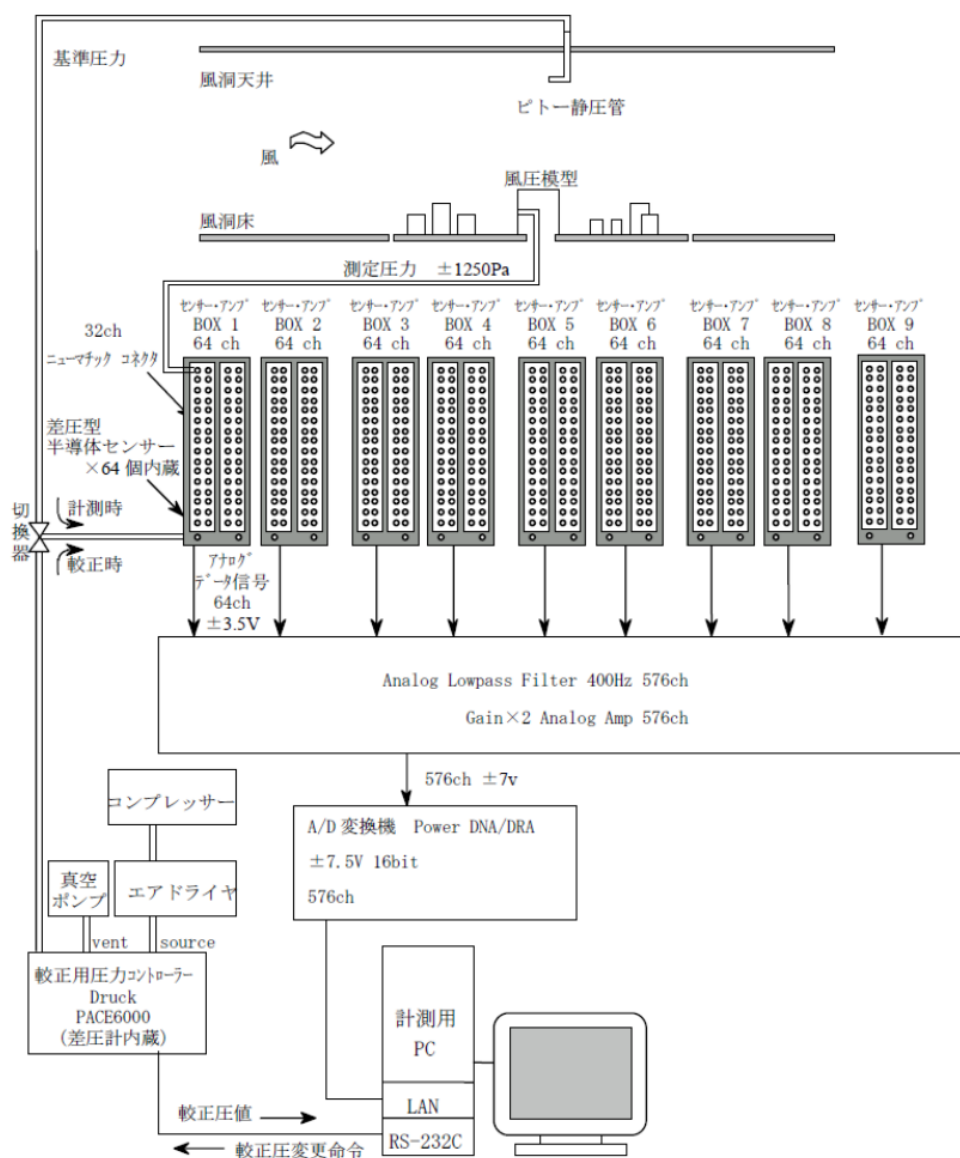 基準圧力
風洞天井
ピトー静圧管
風
風圧模型
風洞床
測定圧力 ±1250Pa
センサー・アンプ
BOX 1
64 ch
センサー・アンプ
BOX 2
64 ch
センサー・アンプ
BOX 3
64 ch
センサー・アンプ
BOX 4
64 ch
センサー・アンプ
BOX 5
64 ch
センサー・アンプ
BOX 6
64 ch
センサー・アンプ
BOX 7
64 ch
センサー・アンプ
BOX 8
64 ch
センサー・アンプ
BOX 9
64 ch
32ch
ニューマチック コネクタ
差圧型
半導体センサー
×64 個内蔵
切換器
計測時
較正時
アナログ
データ信号
64ch
±3.5V
Analog Lowpass Filter 400Hz 576ch
Gain×2 Analog Amp 576ch
576ch ±7v
A/D 変換機 Power DNA/DRA
±7.5V 16bit
576ch
コンプレッサー
真空
ポンプ
エアドライヤ
vent
source
較正用圧力コントローラー
Druck
PACE6000
(差圧計内蔵)
計測用
PC
LAN
RS-232C
較正圧値
較正圧変更命令